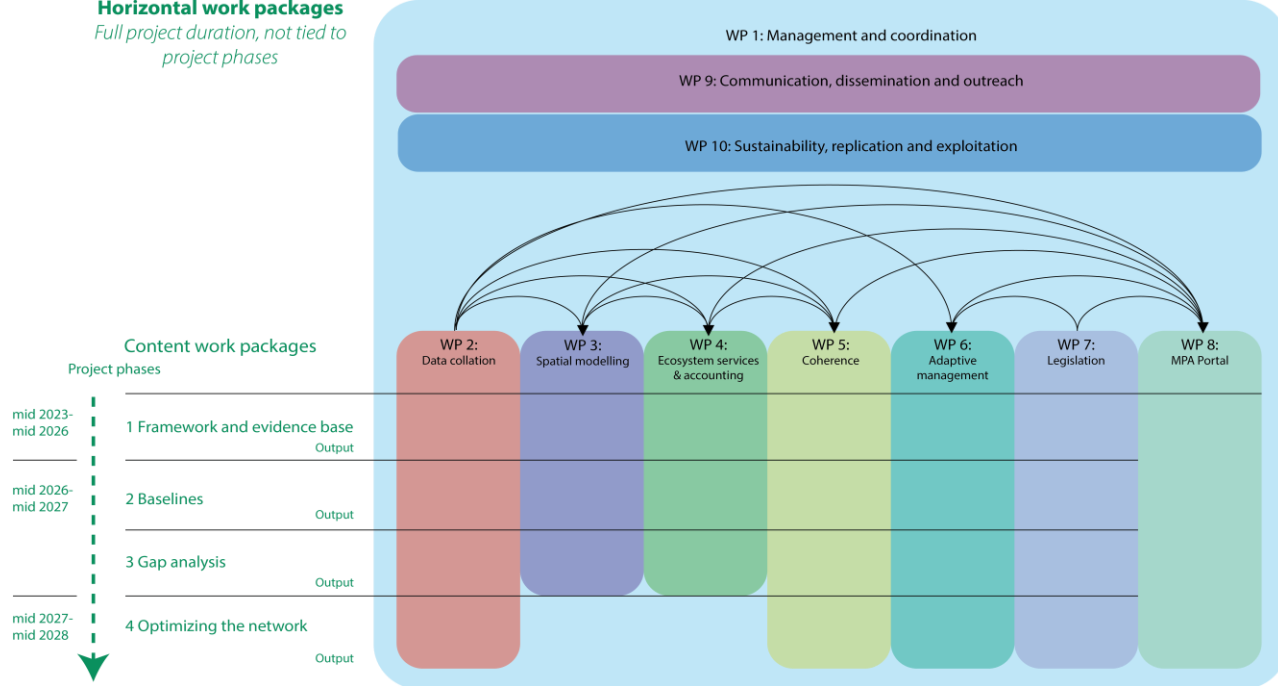 Horizontal work packages
Full project duration, not tied to
project phases
WP 1: Management and coordination
WP 9: Communication, dissemination and outreach
WP 10: Sustainability, replication and exploitation
Content work packages
Project phases
WP 2:
Data collation
WP 3:
Spatial modelling
WP 4:
Ecosystem services
& accounting
WP 5:
Coherence
WP 6:
Adaptive
management
WP 7:
Legislation
WP 8:
MPA Portal
mid 2023-
mid 2026
1 Framework and evidence base
Output
mid 2026-
mid 2027
2 Baselines
Output
3 Gap analysis
Output
mid 2027-
mid 2028
4 Optimizing the network
Output